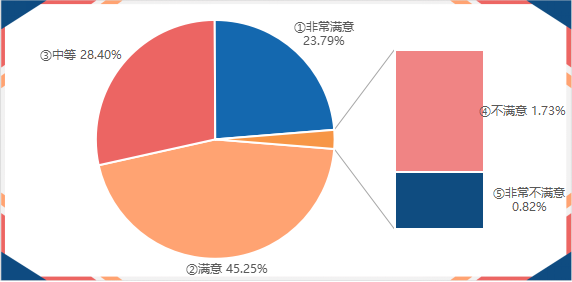 ①非常满意
23.79%
③中等 28.40%
④不满意 1.73%
⑤非常不满意
0.82%
②满意 45.25%